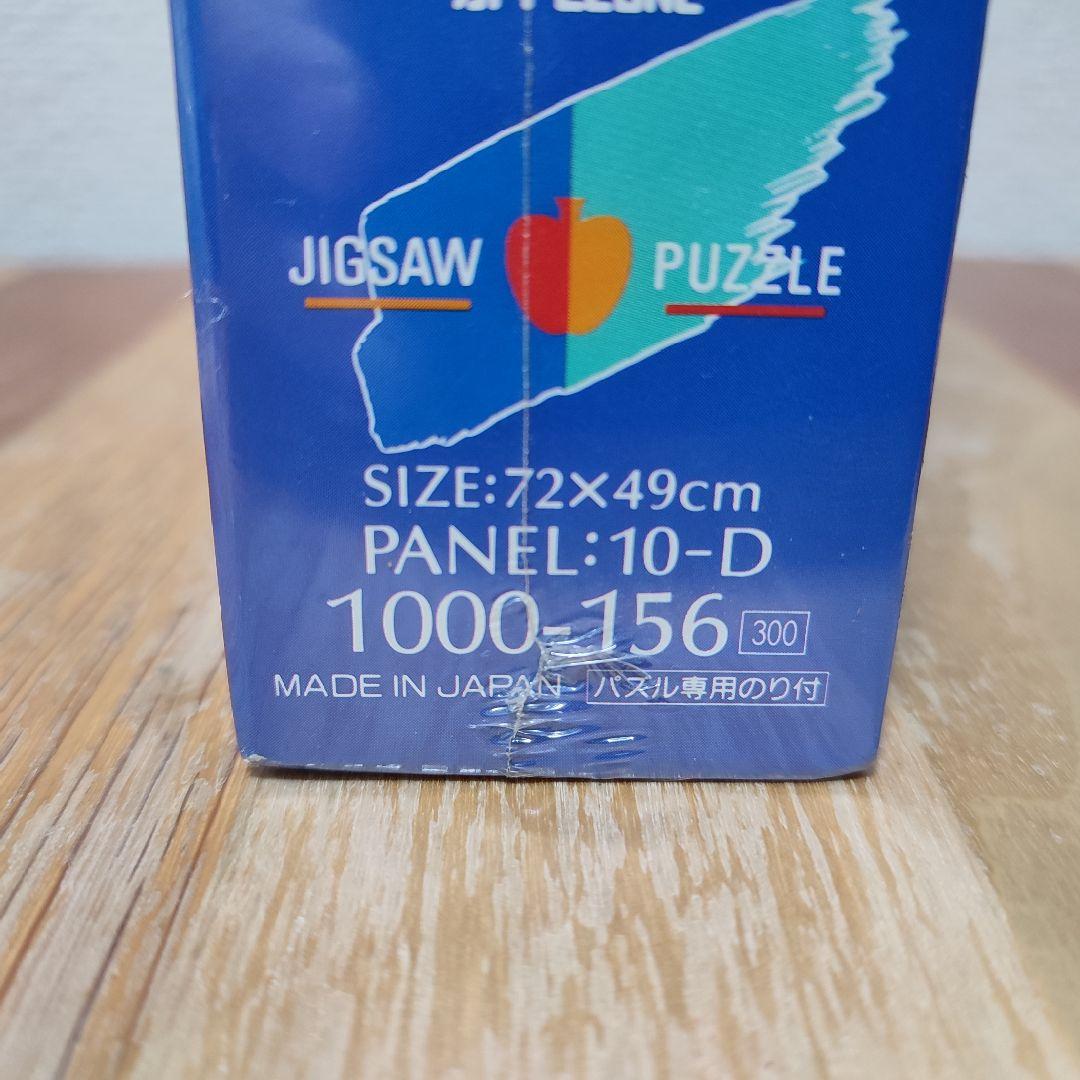 JIGSAW PUZZLE
SIZE:72×49cm
PANEL:10-D
1000-156 300
MADE IN JAPAN パズル専用のり付